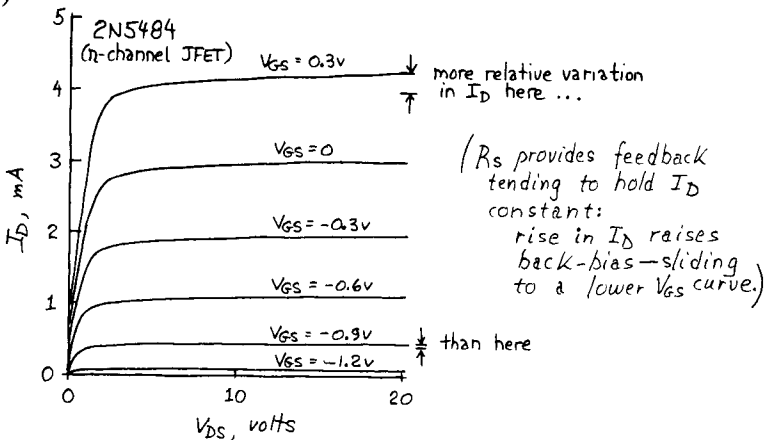 )
5
2N5484
(n-channel JFET)
VGS = 0.3v
more relative variation
in ID here ...
4
VGS = 0
3
(Rs provides feedback
tending to hold ID
constant:
rise in ID raises
back-bias—sliding
to a lower VGS curve.)
ID, mA
VGS = -0.3v
2
VGS = -0.6v
1
VGS = -0.9v
than here
VGS = -1.2v
0
0
10
20
VDS, volts